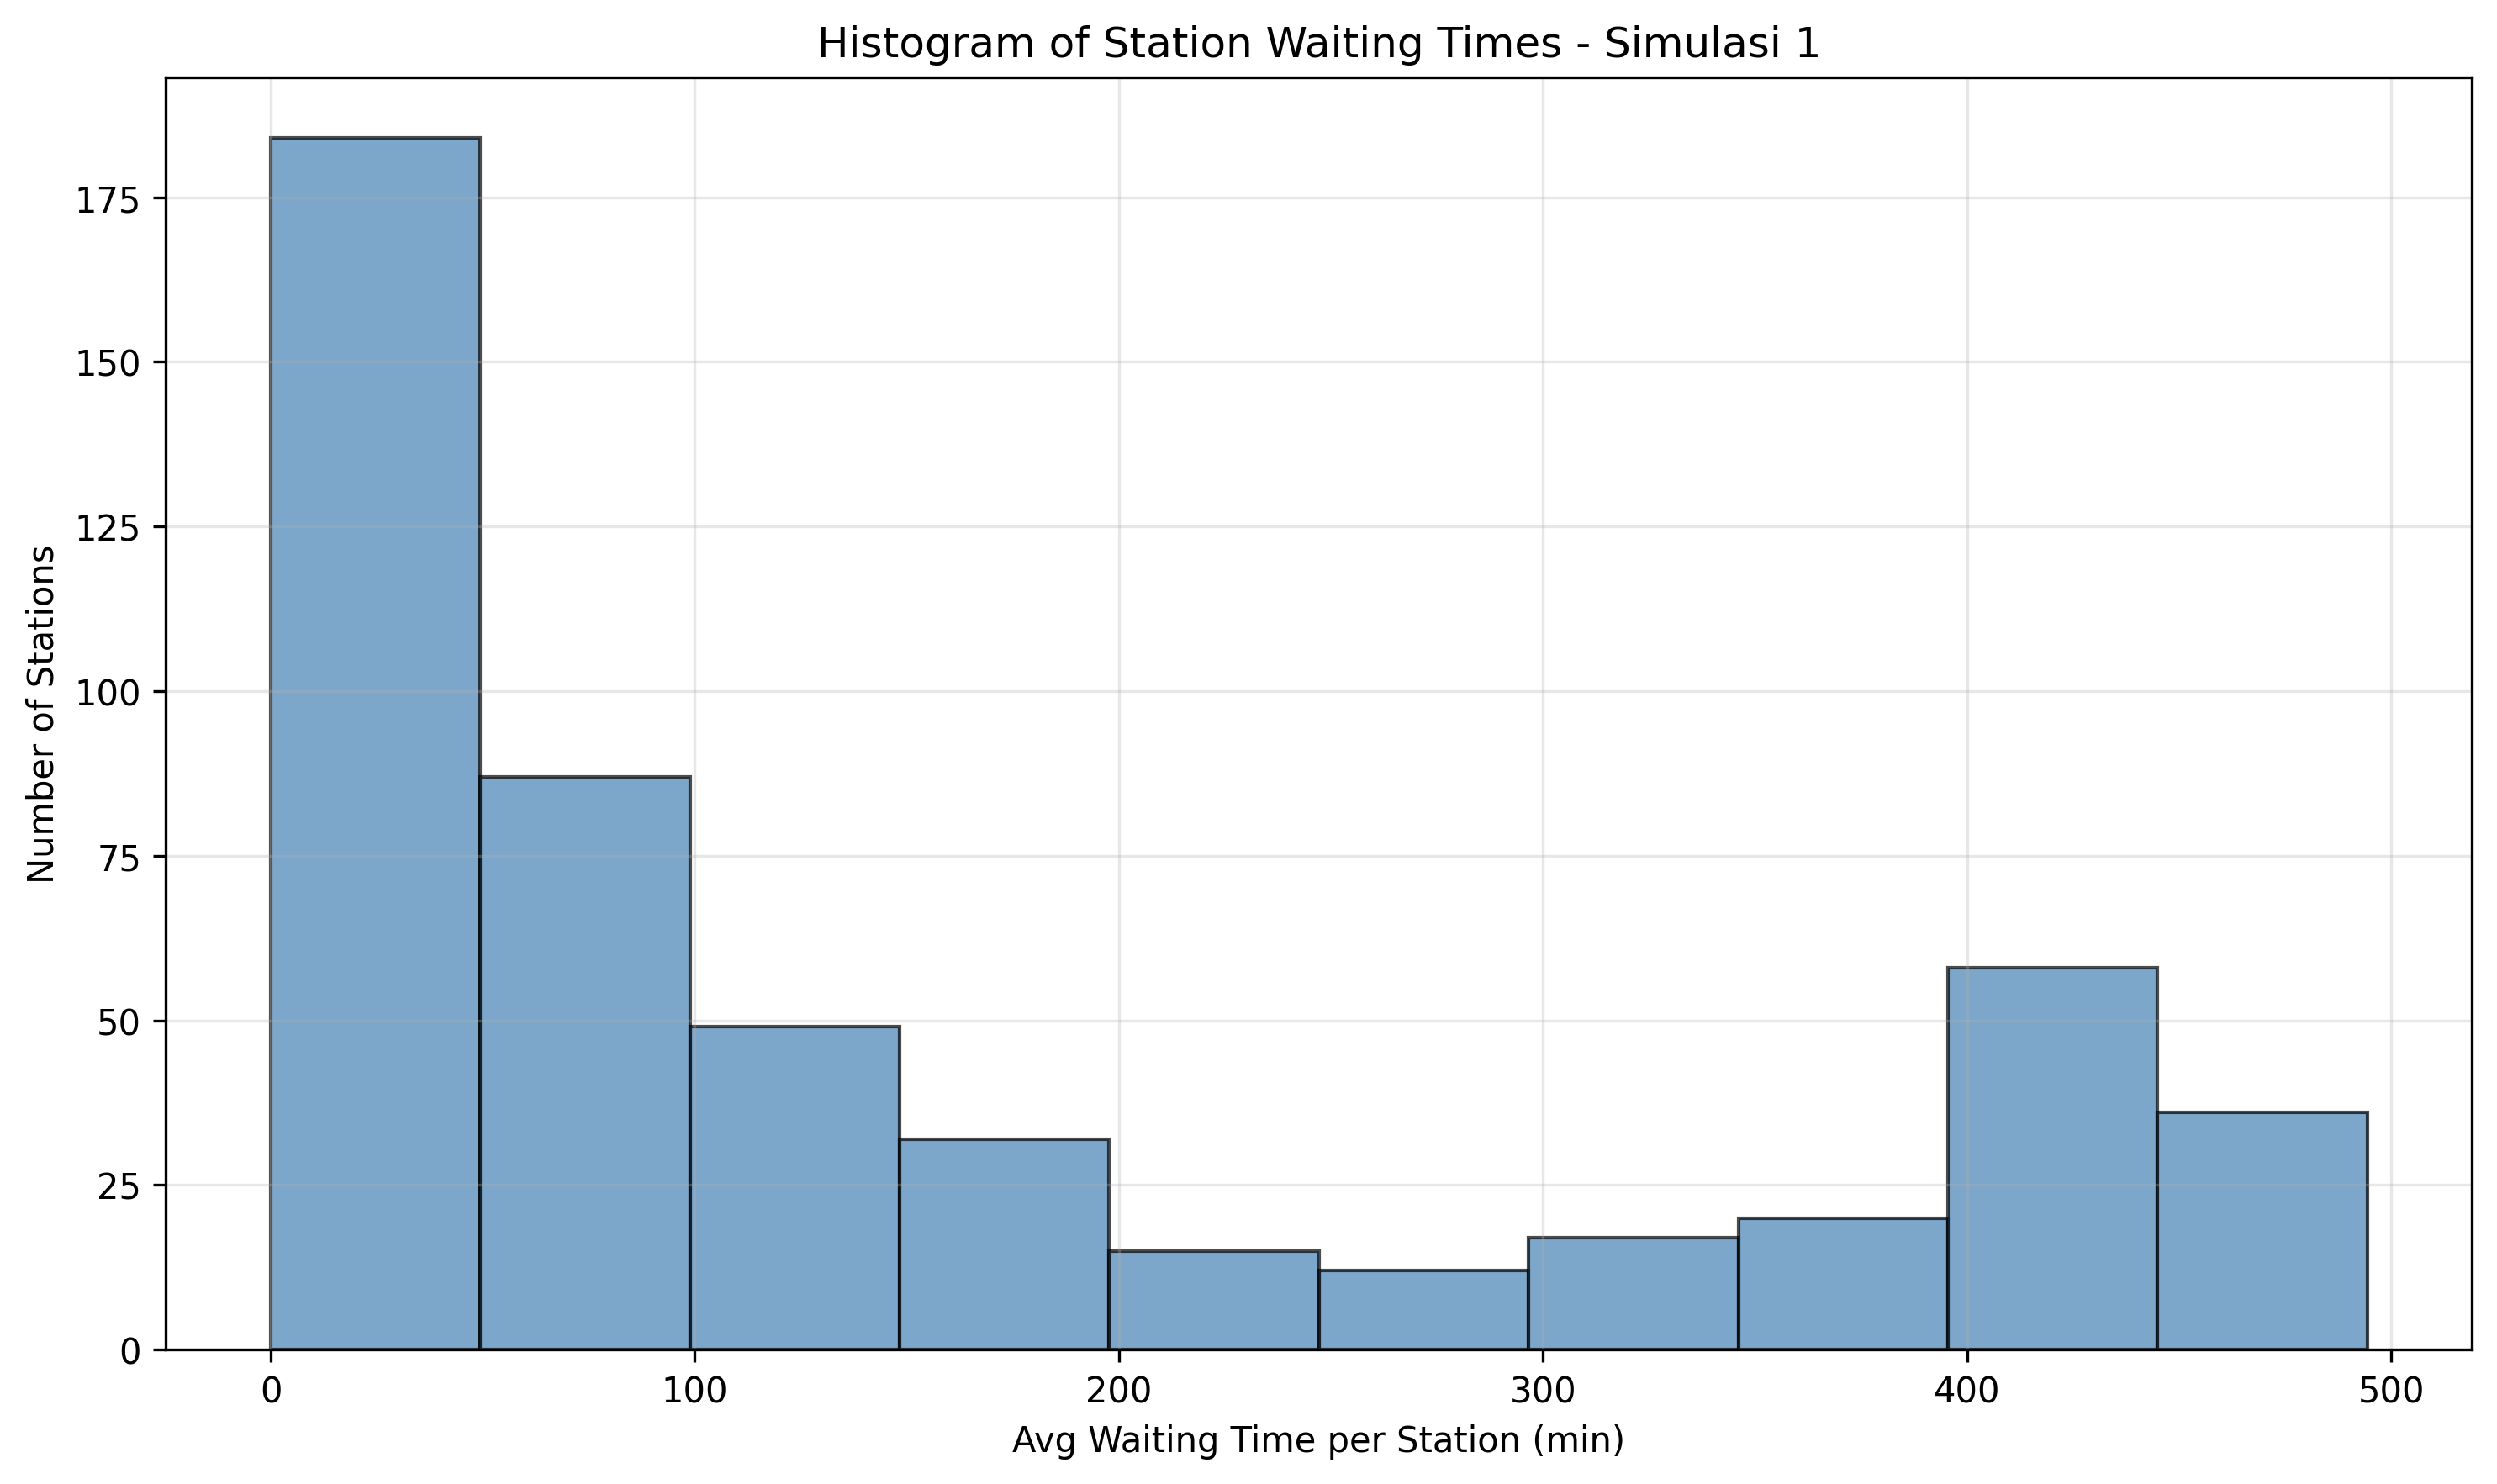 Histogram of Station Waiting Times - Simulasi 1
Number of Stations
175
150
125
100
75
50
25
0
0 100 200 300 400 500
Avg Waiting Time per Station (min)